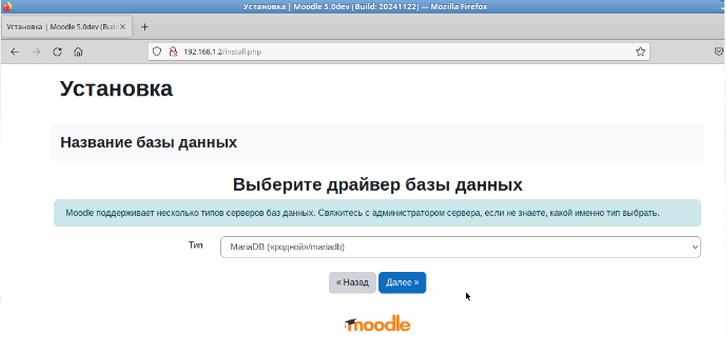 Установка | Moodle 5.0dev (Build: 20241122) — Mozilla Firefox
Установка | Moodle 5.0dev (Buil
192.168.1.2/install.php
Установка
Название базы данных
Выберите драйвер базы данных
Moodle поддерживает несколько типов серверов баз данных. Свяжитесь с администратором сервера, если не знаете, какой именно тип выбрать.
Тип
MariaDB («родной»/mariadb)
« Назад
Далее »
moodle